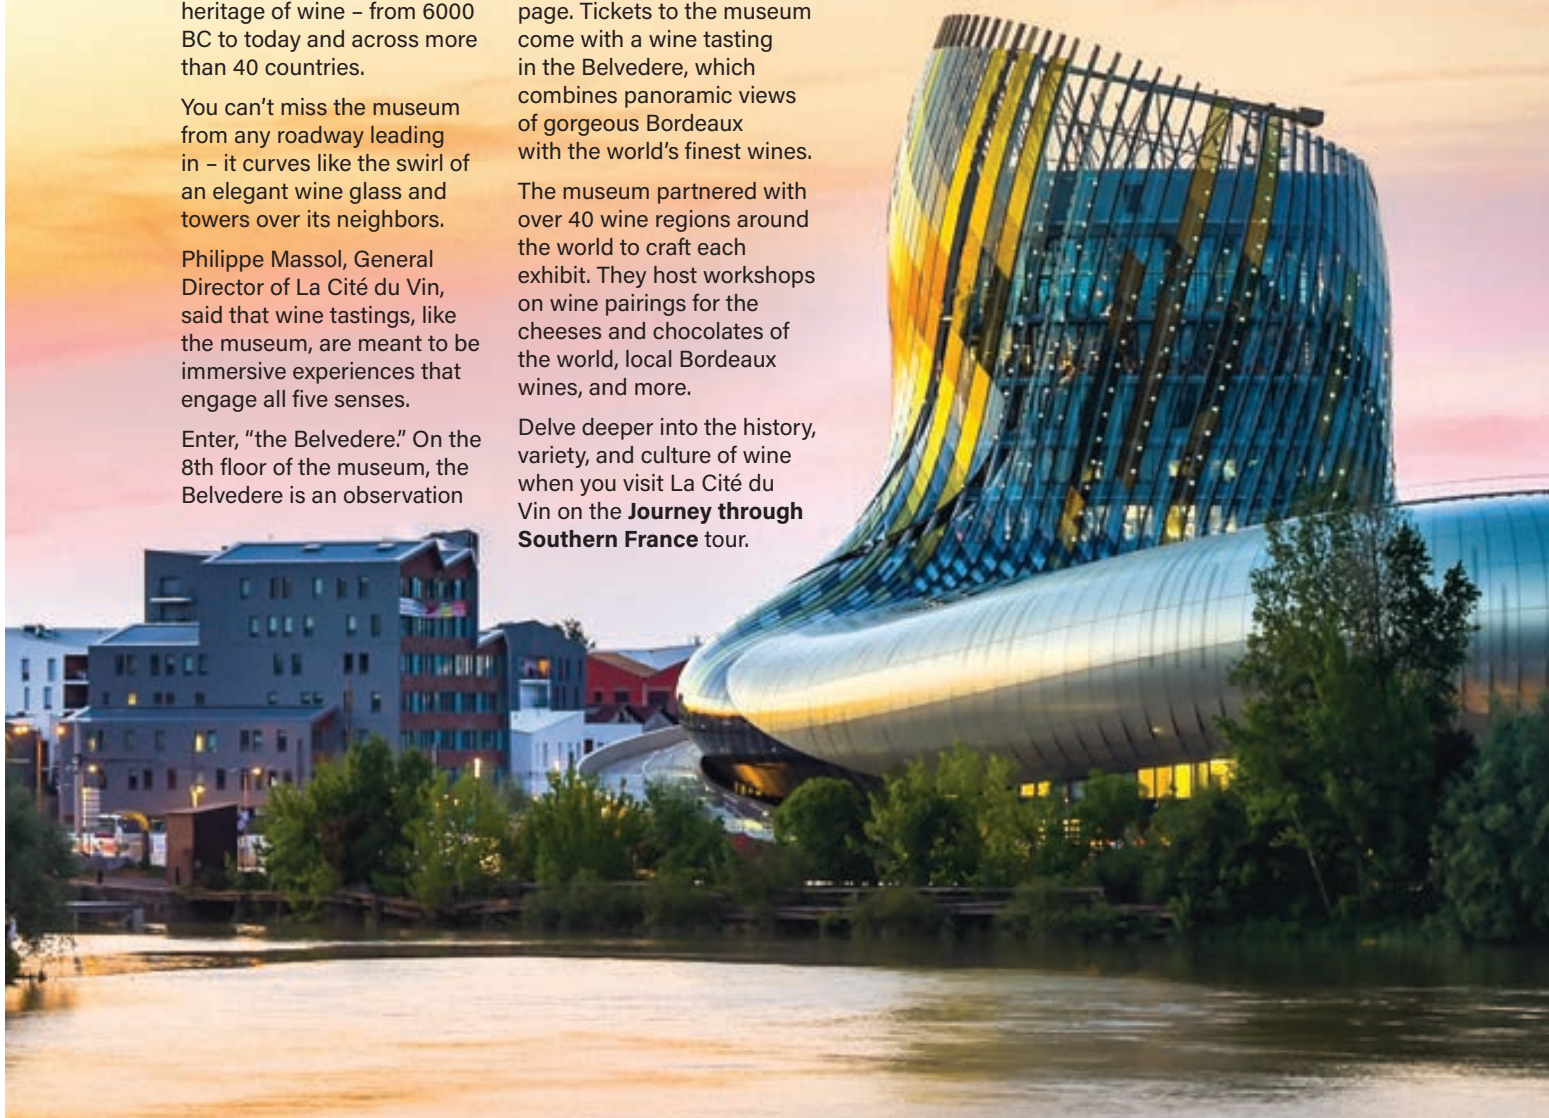 heritage of wine – from 6000
BC to today and across more
than 40 countries.
You can’t miss the museum
from any roadway leading
in – it curves like the swirl of
an elegant wine glass and
towers over its neighbors.
Philippe Massol, General
Director of La Cité du Vin,
said that wine tastings, like
the museum, are meant to be
immersive experiences that
engage all five senses.
Enter, “the Belvedere.” On the
8th floor of the museum, the
Belvedere is an observation
page. Tickets to the museum
come with a wine tasting
in the Belvedere, which
combines panoramic views
of gorgeous Bordeaux
with the world’s finest wines.
The museum partnered with
over 40 wine regions around
the world to craft each
exhibit. They host workshops
on wine pairings for the
cheeses and chocolates of
the world, local Bordeaux
wines, and more.
Delve deeper into the history,
variety, and culture of wine
when you visit La Cité du
Vin on the Journey through
Southern France tour.